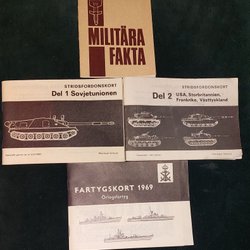 MILITÄRA
FAKTA
STRIDSFORDONSKORT
Del 1 Sovjetunionen
STRIDSFORDONSKORT
Del 2 USA, Storbritannien,
Frankrike, Västtyskland
FARTYGSKORT 1969
Örlogsfartyg